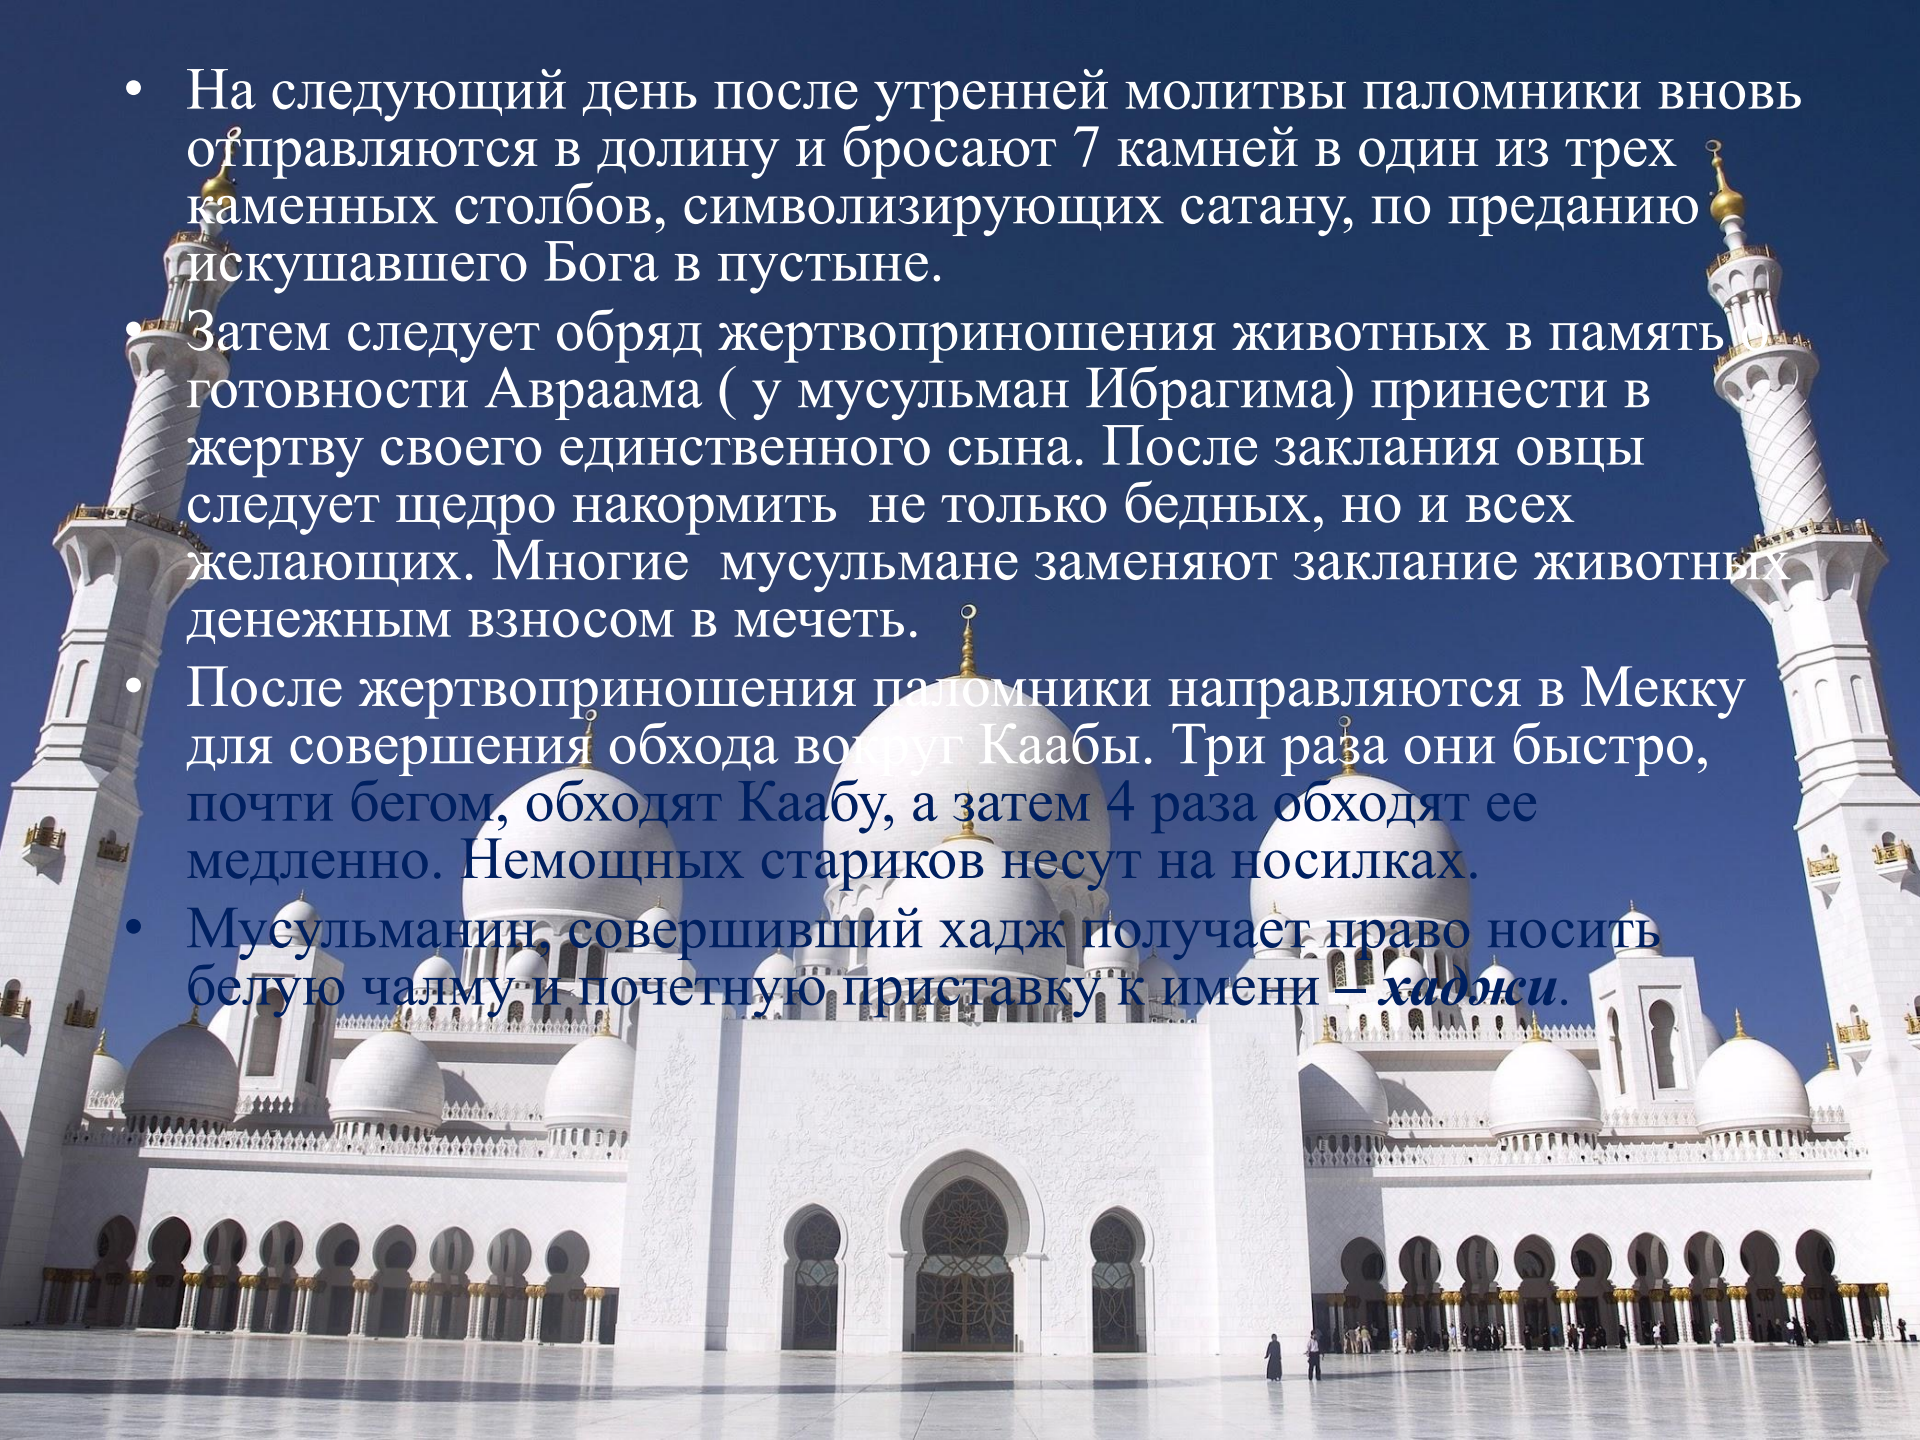 • На следующий день после утренней молитвы паломники вновь
отправляются в долину и бросают 7 камней в один из трех
каменных столбов, символизирующих сатану, по преданию
искушавшего Бога в пустыне.
• Затем следует обряд жертвоприношения животных в память о
готовности Авраама ( у мусульман Ибрагима) принести в
жертву своего единственного сына. После заклания овцы
следует щедро накормить  не только бедных, но и всех
желающих. Многие  мусульмане заменяют заклание животных
денежным взносом в мечеть.
• После жертвоприношения паломники направляются в Мекку
для совершения обхода вокруг Каабы. Три раза они быстро,
почти бегом, обходят Каабу, а затем 4 раза обходят ее
медленно. Немощных стариков несут на носилках.
• Мусульманин, совершивший хадж получает право носить
белую чалму и почетную приставку к имени – хаджи.